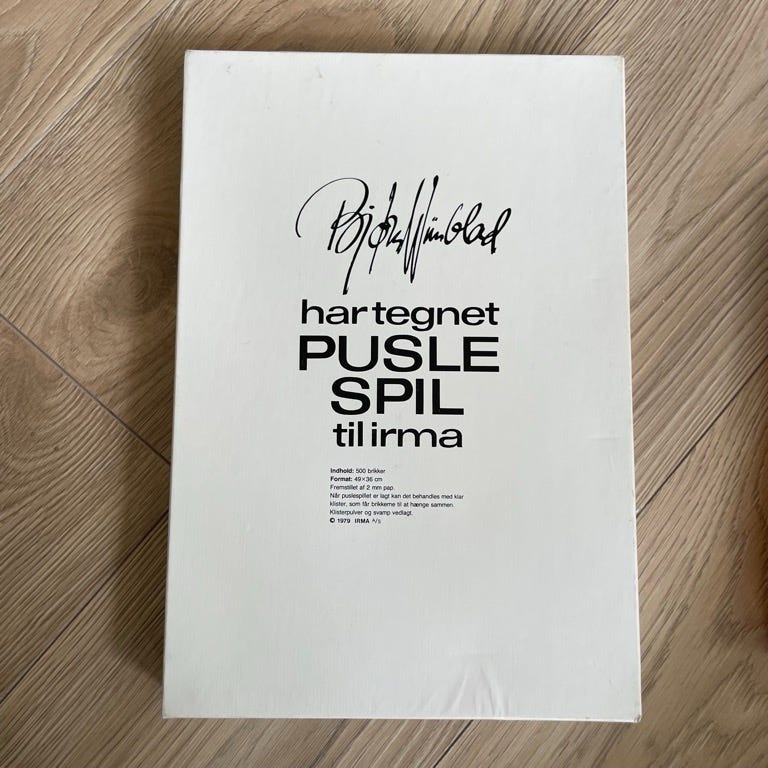 Bjørn Wiinblad
har tegnet
PUSLE
SPIL
til irma
Indhold: 500 brikker
Format: 49×36 cm
Fremstillet af 2 mm pap.
Når puslespillet er lagt kan det behandles med klar
klister, som får brikkerne til at hænge sammen.
Klisterpulver og svamp vedlagt.
© 1979 IRMA A/S